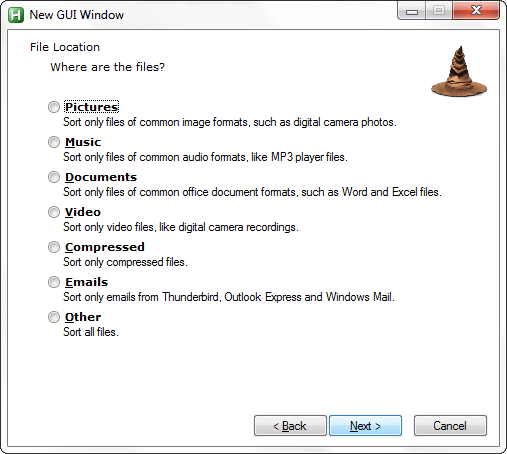 New GUI Window
File Location
Where are the files?
Pictures
Sort only files of common image formats, such as digital camera photos.
Music
Sort only files of common audio formats, like MP3 player files.
Documents
Sort only files of common office document formats, such as Word and Excel files.
Video
Sort only video files, like digital camera recordings.
Compressed
Sort only compressed files.
Emails
Sort only emails from Thunderbird, Outlook Express and Windows Mail.
Other
Sort all files.
< Back Next > Cancel